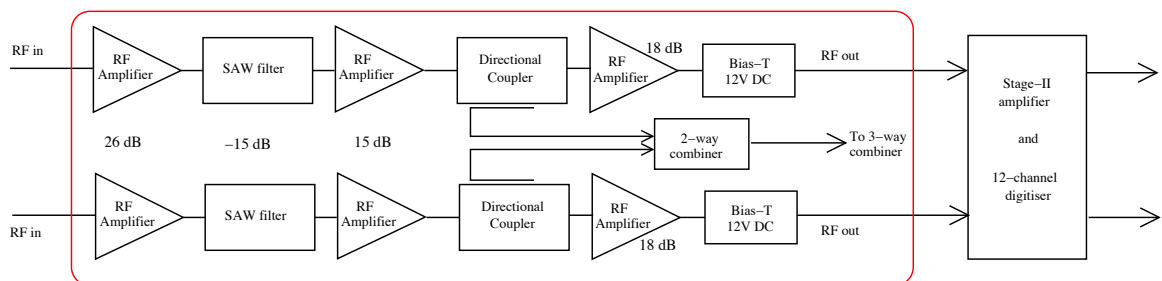 RF in
RF
Amplifier
SAW filter
RF
Amplifier
Directional
Coupler
18 dB
RF
Amplifier
Bias–T
12V DC
RF out
26 dB
–15 dB
15 dB
2–way
combiner
To 3–way
combiner
Stage–II
amplifier
and
12–channel
digitiser
RF in
RF
Amplifier
SAW filter
RF
Amplifier
Directional
Coupler
RF
Amplifier
18 dB
Bias–T
12V DC
RF out